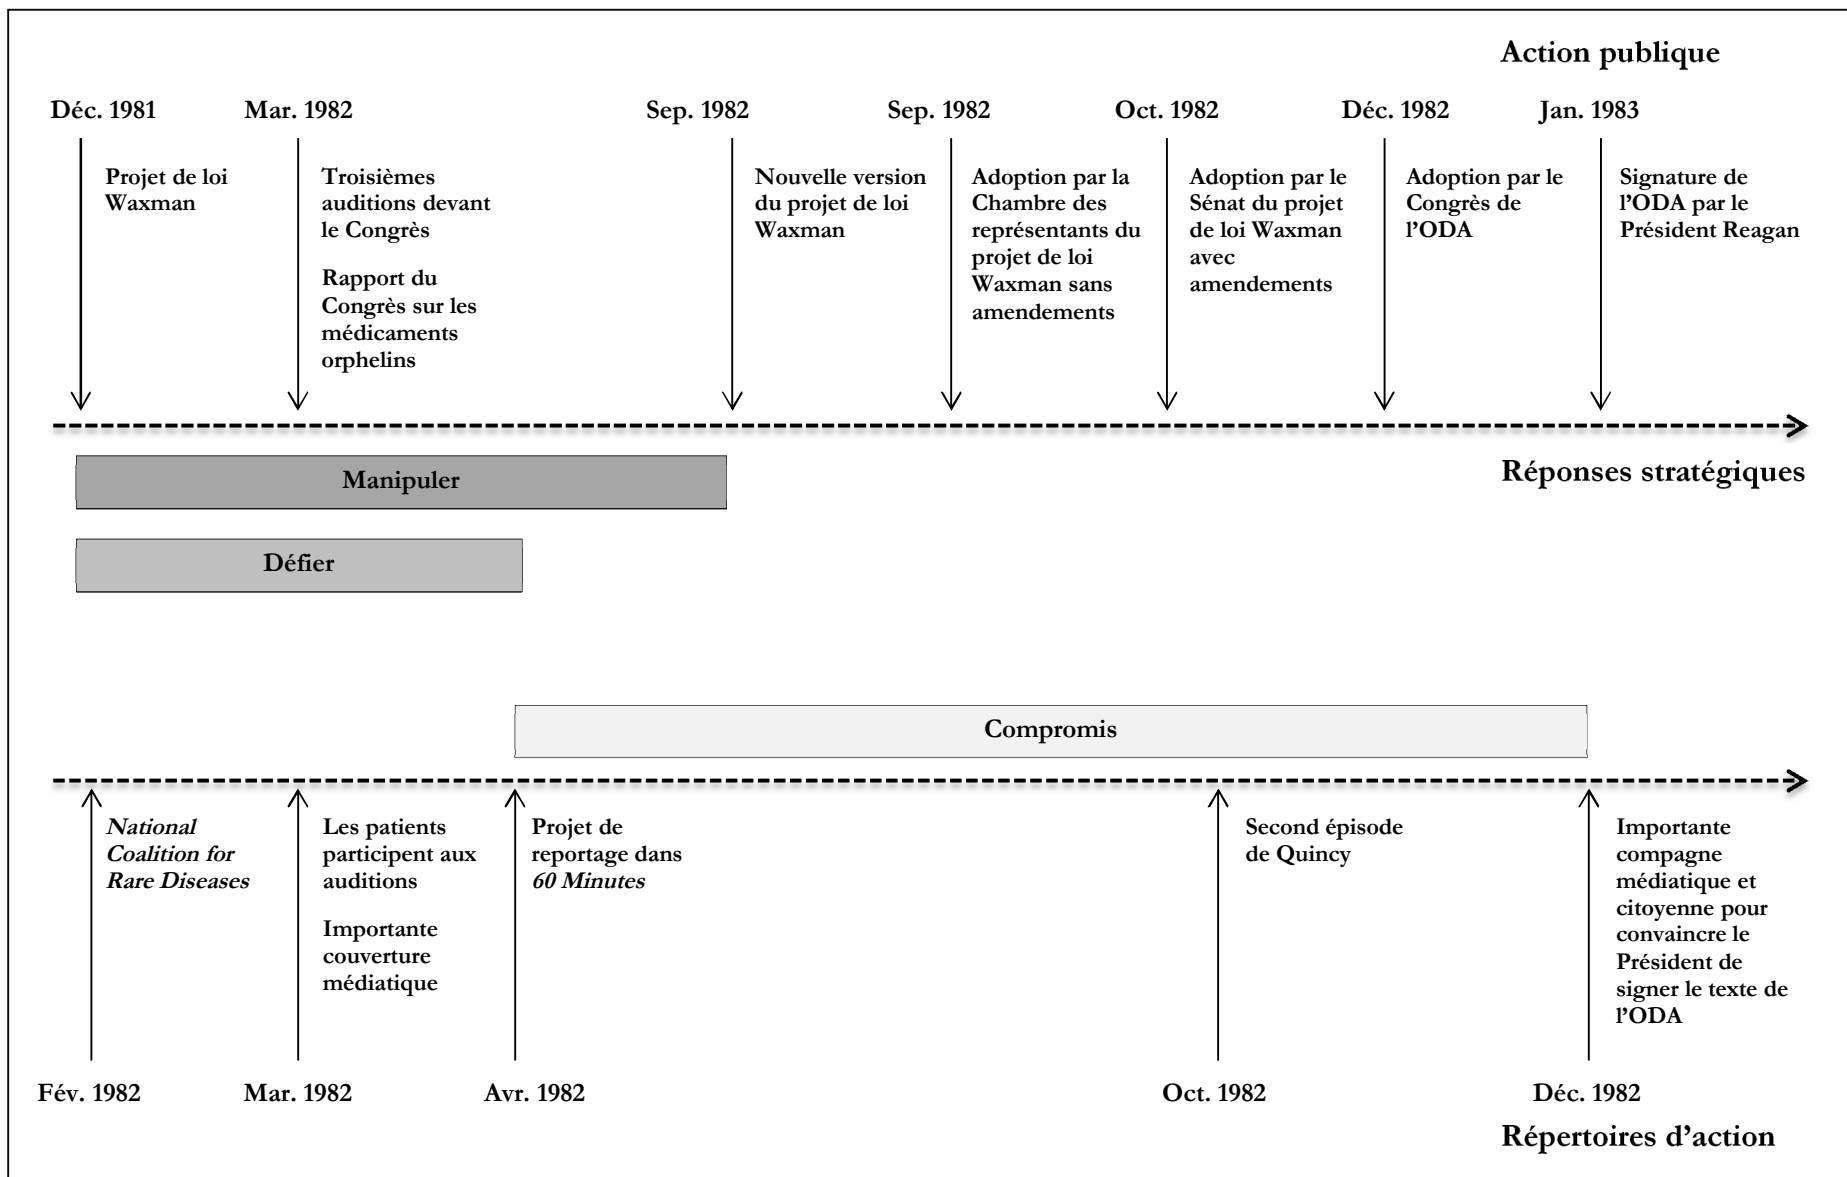 Action publique
Déc. 1981
Mar. 1982
Sep. 1982
Sep. 1982
Oct. 1982
Déc. 1982
Jan. 1983
Projet de loi
Waxman
Troisièmes
auditions devant
le Congrès
Rapport du
Congrès sur les
médicaments
orphelins
Nouvelle version
du projet de loi
Waxman
Adoption par la
Chambre des
représentants du
projet de loi
Waxman sans
amendements
Adoption par le
Sénat du projet
de loi Waxman
avec
amendements
Adoption par le
Congrès de
l’ODA
Signature de
l’ODA par le
Président Reagan
Manipuler
Réponses stratégiques
Défier
Compromis
National
Coalition for
Rare Diseases
Les patients
participent aux
auditions
Importante
couverture
médiatique
Projet de
reportage dans
60 Minutes
Second épisode
de Quincy
Importante
compagne
médiatique et
citoyenne pour
convaincre le
Président de
signer le texte de
l’ODA
Fév. 1982
Mar. 1982
Avr. 1982
Oct. 1982
Déc. 1982
Répertoires d’action